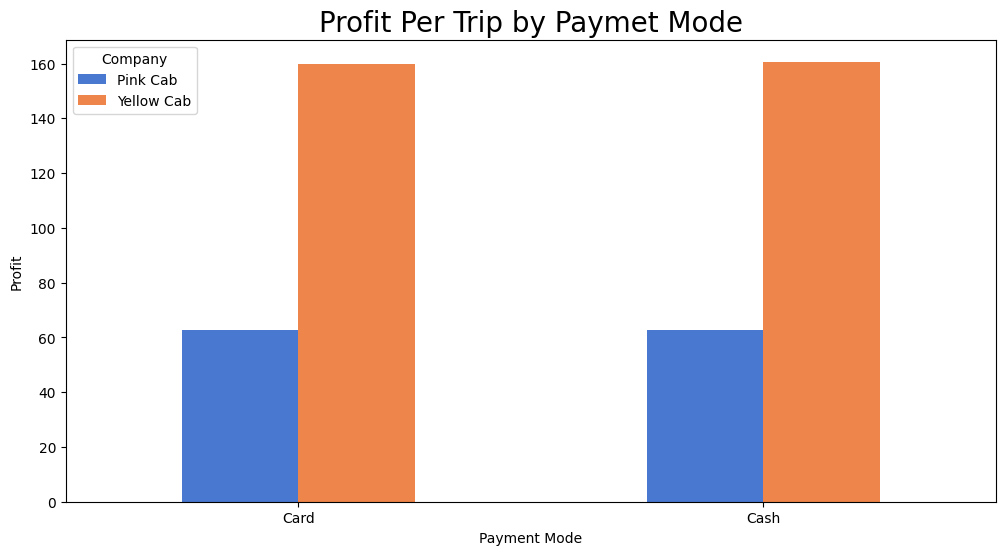 Profit Per Trip by Paymet Mode
Company
Pink Cab
Yellow Cab
Profit
160
140
120
100
80
60
40
20
0
Card
Cash
Payment Mode